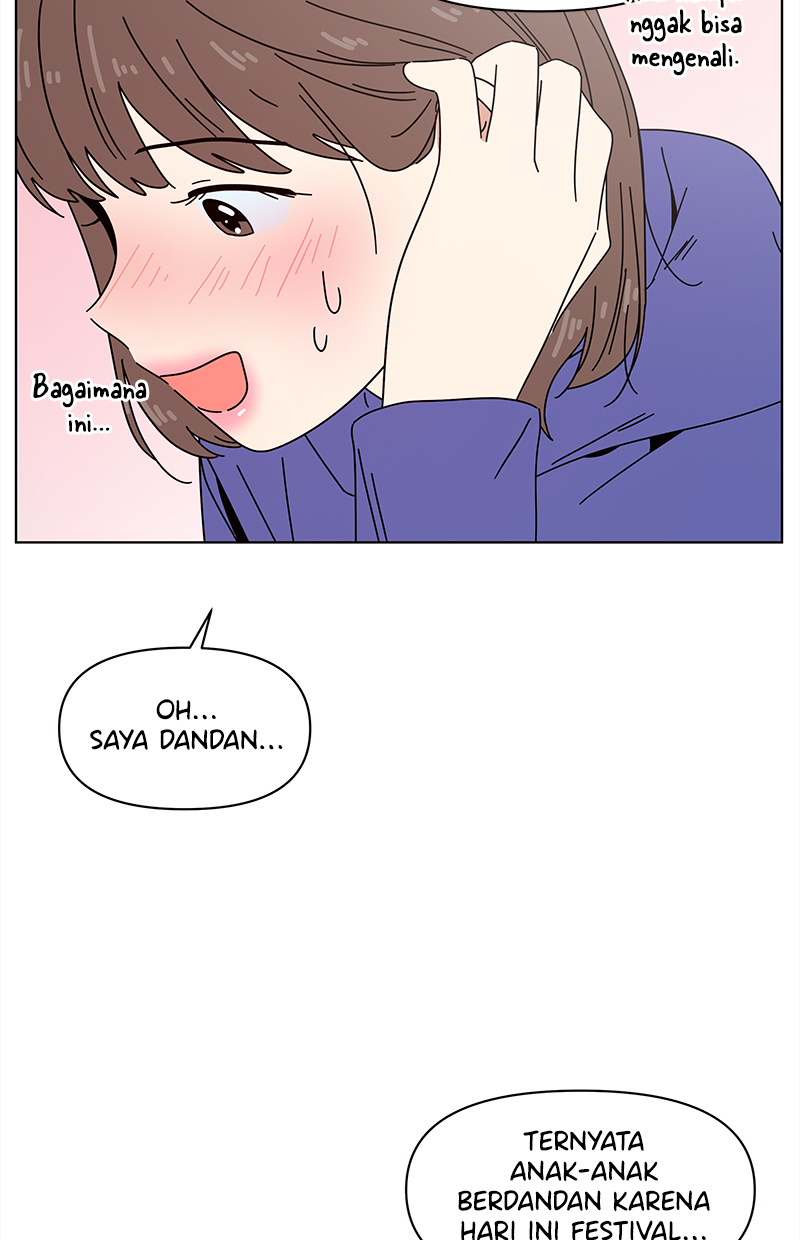 nggak bisa
mengenali.
Bagaimana
ini...
OH...
SAYA DANDAN...
TERNYATA
ANAK-ANAK
BERDANDAN KARENA
HARI INI FESTIVAL...